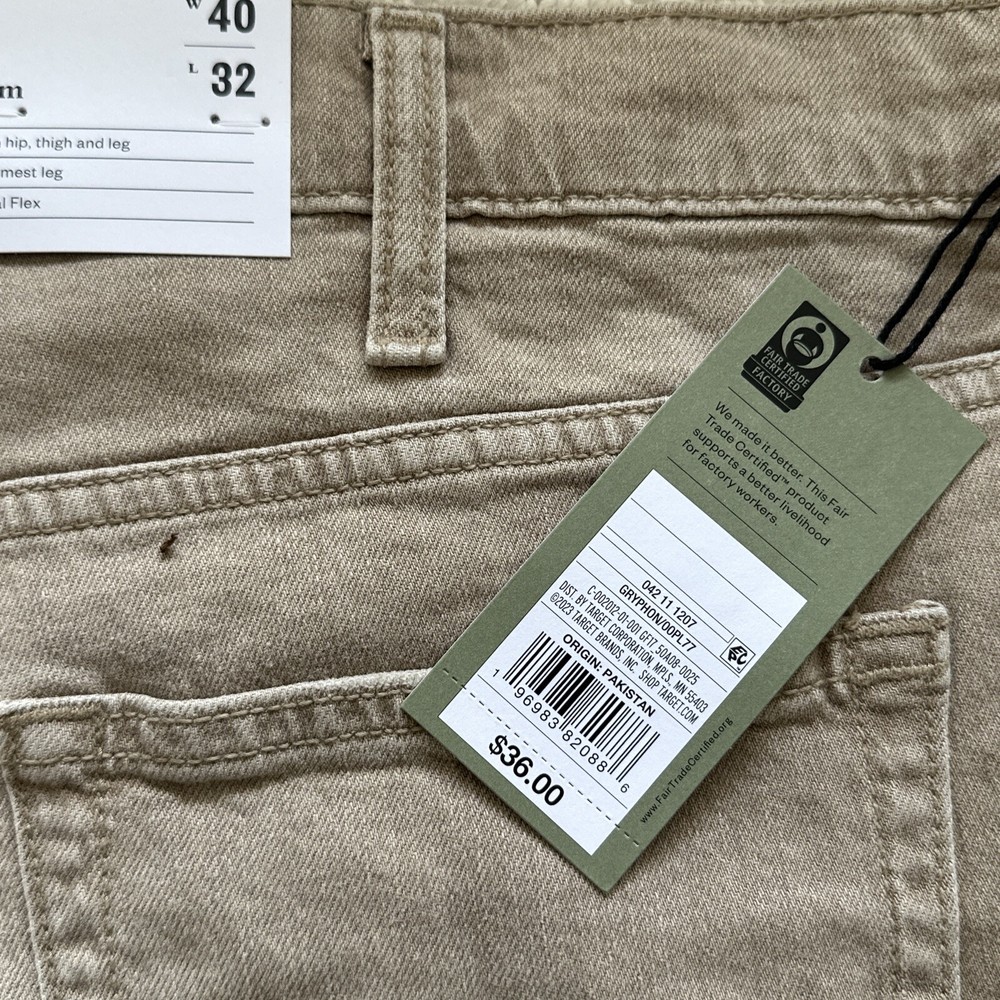 W 40
L 32
m
hip, thigh and leg
mest leg
l Flex
FAIR TRADE
CERTIFIED
FACTORY
We made it better. This Fair
Trade Certified™ product
supports a better livelihood
for factory workers.
042 11 1207
GRYPHON/00PL77
C-002012-01-001 GF17 50A08-0025
DIST. BY TARGET CORPORATION, MPLS, MN 55403
©2023 TARGET BRANDS, INC. SHOP TARGET.COM
ORIGIN: PAKISTAN
1 96983 82088 6
$36.00
www.FairTradeCertified.org